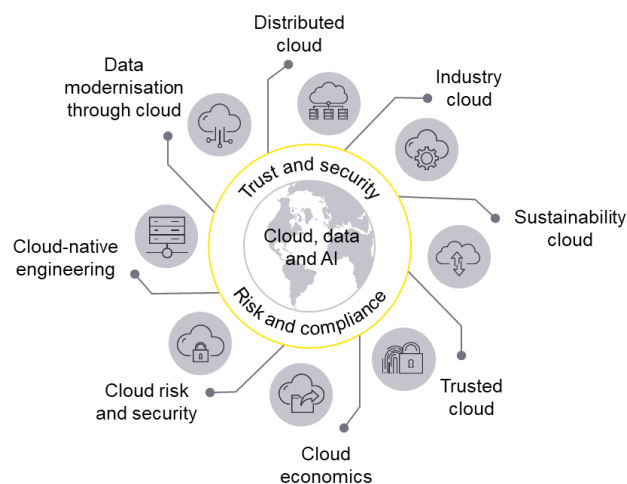 Distributed
cloud
Data
modernisation
through cloud
Industry
cloud
Trust and security
Cloud, data
and AI
Risk and compliance
Sustainability
cloud
Cloud-native
engineering
Trusted
cloud
Cloud risk
and security
Cloud
economics